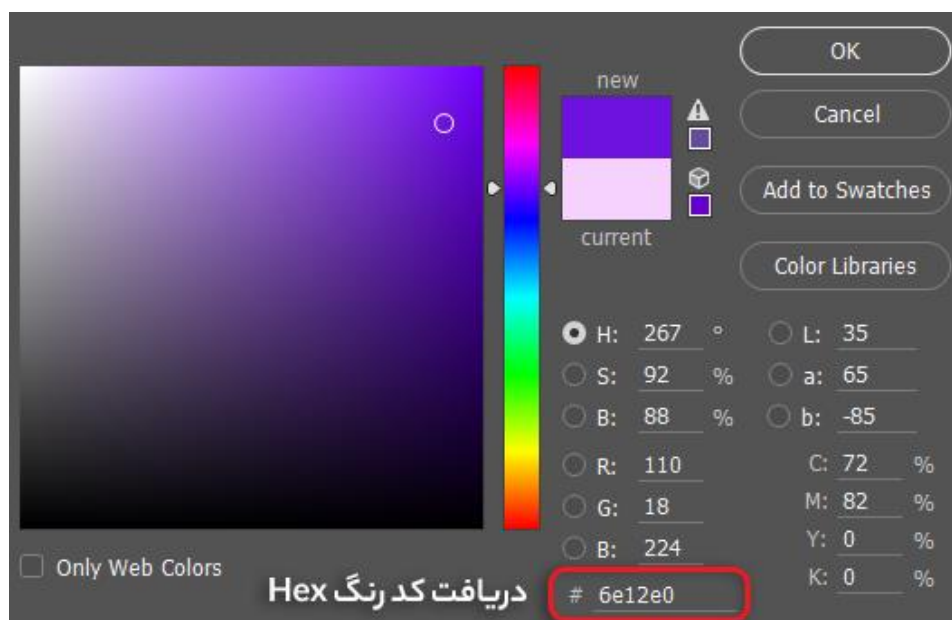 new
current
OK
Cancel
Add to Swatches
Color Libraries
H: 267 °
S: 92 %
B: 88 %
R: 110
G: 18
B: 224
# 6e12e0
L: 35
a: 65
b: -85
C: 72 %
M: 82 %
Y: 0 %
K: 0 %
Only Web Colors
دریافت کد رنگ Hex